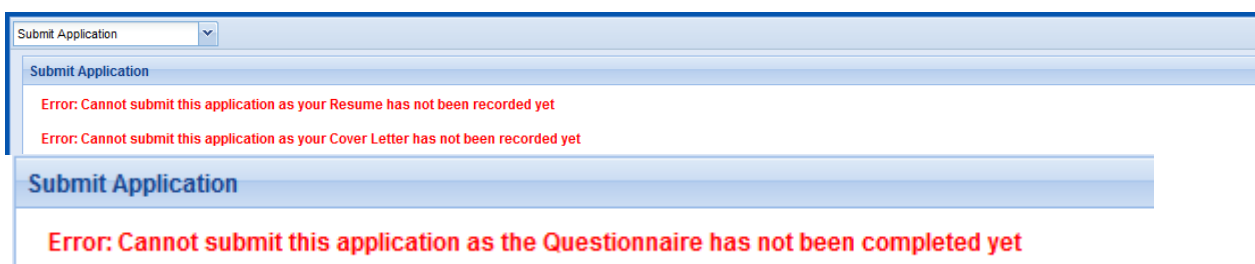 Submit Application
Submit Application
Error: Cannot submit this application as your Resume has not been recorded yet
Error: Cannot submit this application as your Cover Letter has not been recorded yet
Submit Application
Error: Cannot submit this application as the Questionnaire has not been completed yet